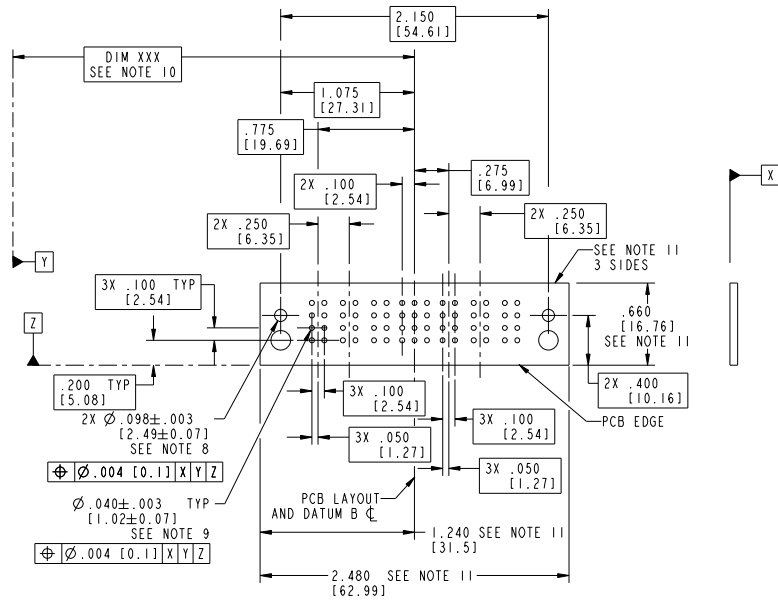 2.150
[54.61]
DIM XXX
SEE NOTE 10
1.075
[27.31]
.775
[19.69]
.275
[6.99]
X
2X .100
[2.54]
2X .250
[6.35]
2X .250
[6.35]
Y
SEE NOTE 11
3 SIDES
3X .100 TYP
[2.54]
Z
.660
[16.76]
SEE NOTE 11
.200 TYP
[5.08]
3X .100
[2.54]
2X .400
[10.16]
2X Ø.098±.003
[2.49±0.07]
SEE NOTE 8
3X .100
[2.54]
PCB EDGE
3X .050
[1.27]
⌖ Ø.004 [0.1] X Y Z
3X .050
[1.27]
Ø.040±.003 TYP
[1.02±0.07]
SEE NOTE 9
PCB LAYOUT
AND DATUM B ℄
⌖ Ø.004 [0.1] X Y Z
1.240 SEE NOTE 11
[31.5]
2.480 SEE NOTE 11
[62.99]